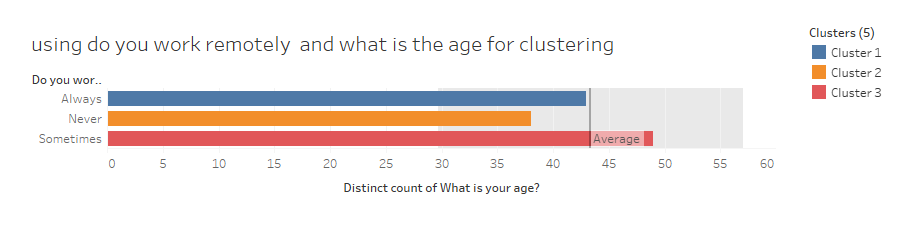 using do you work remotely and what is the age for clustering
Do you wor..
Always
Never
Sometimes
Average
0 5 10 15 20 25 30 35 40 45 50 55 60
Distinct count of What is your age?
Clusters (5)
Cluster 1
Cluster 2
Cluster 3